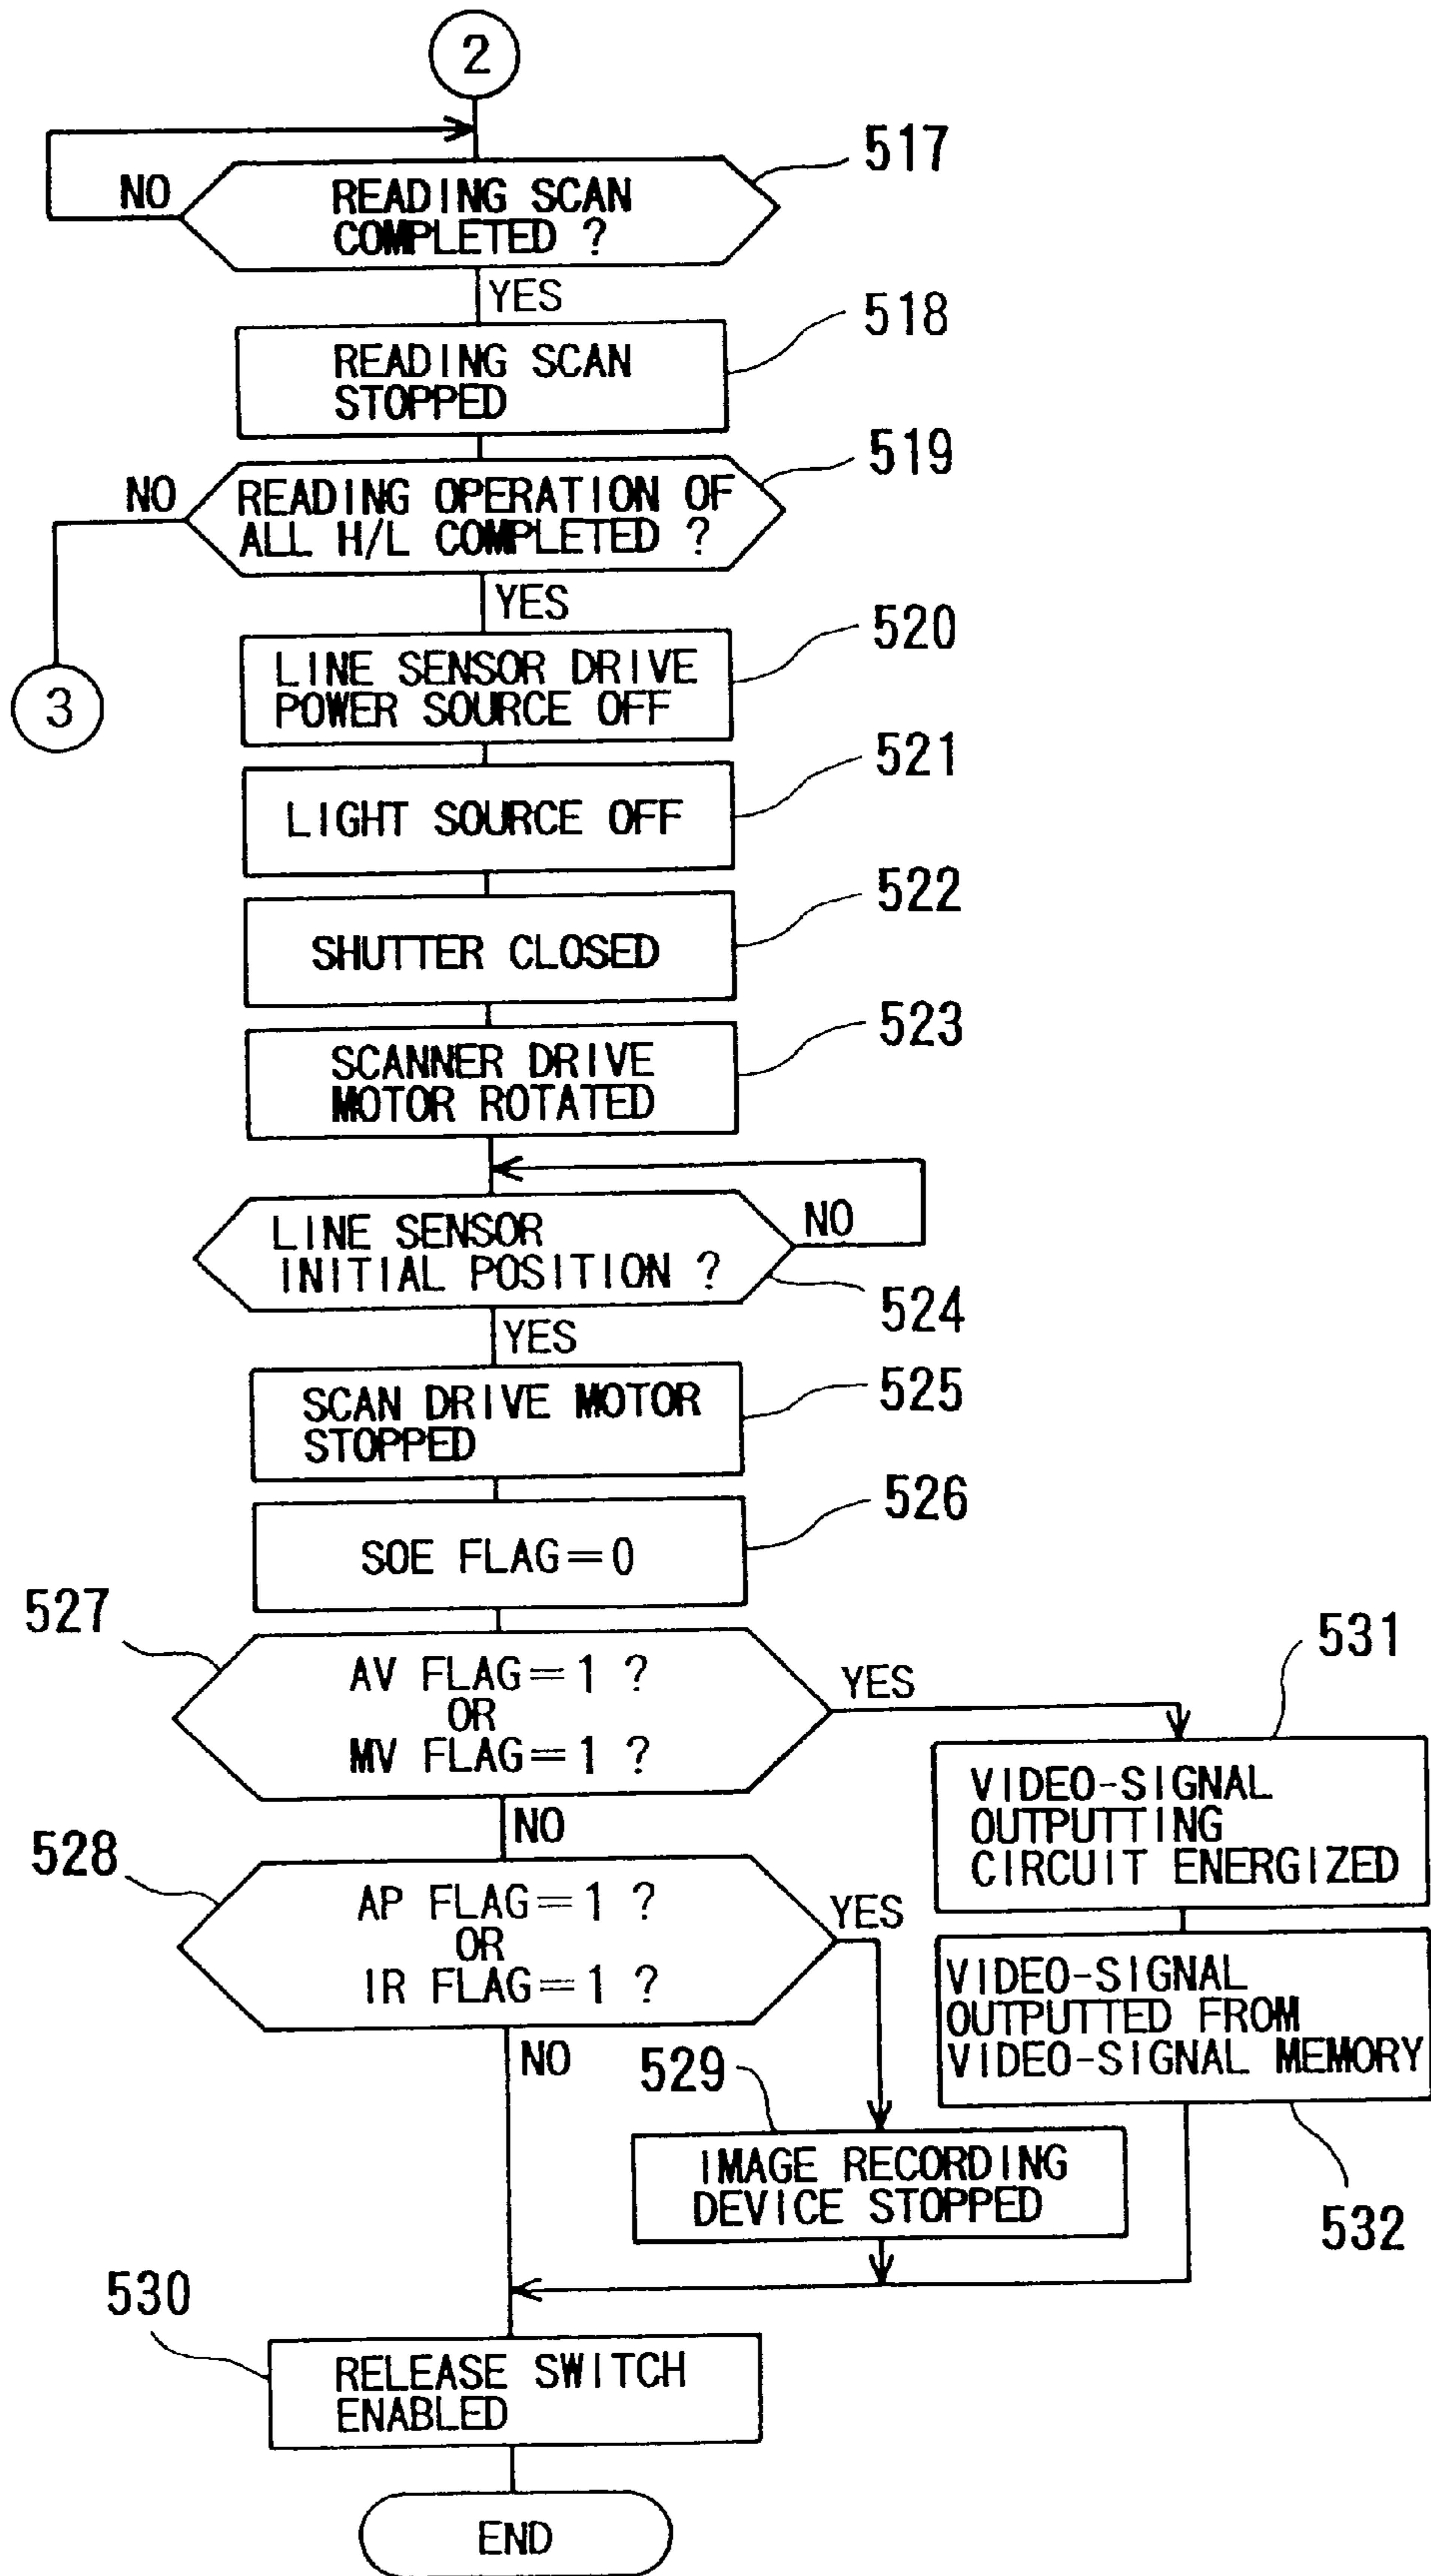 2
517
NO
READING SCAN
COMPLETED ?
YES
518
READING SCAN
STOPPED
519
NO
READING OPERATION OF
ALL H/L COMPLETED ?
YES
3
520
LINE SENSOR DRIVE
POWER SOURCE OFF
521
LIGHT SOURCE OFF
522
SHUTTER CLOSED
523
SCANNER DRIVE
MOTOR ROTATED
LINE SENSOR
INITIAL POSITION ?
NO
524
YES
525
SCAN DRIVE MOTOR
STOPPED
526
SOE FLAG=0
527
AV FLAG=1 ?
OR
MV FLAG=1 ?
YES
NO
531
VIDEO-SIGNAL
OUTPUTTING
CIRCUIT ENERGIZED
528
AP FLAG=1 ?
OR
IR FLAG=1 ?
YES
NO
VIDEO-SIGNAL
OUTPUTTED FROM
VIDEO-SIGNAL MEMORY
532
529
IMAGE RECORDING
DEVICE STOPPED
530
RELEASE SWITCH
ENABLED
END